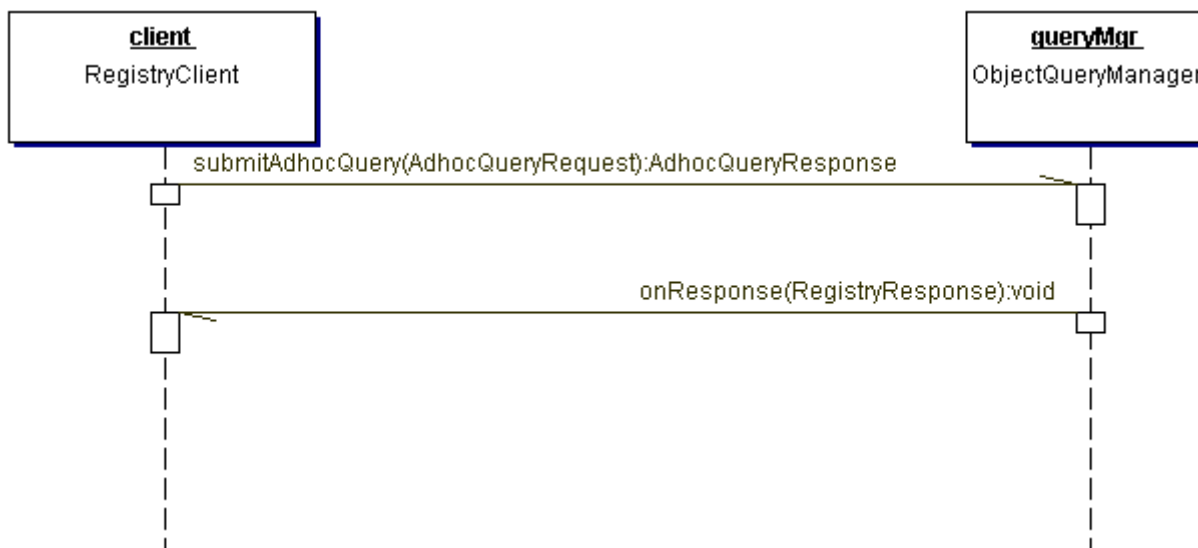 client
RegistryClient
queryMgr
ObjectQueryManager
submitAdhocQuery(AdhocQueryRequest):AdhocQueryResponse
onResponse(RegistryResponse):void